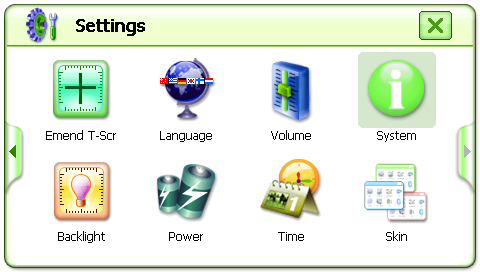 Settings
Emend T-Scr
Language
Volume
System
Backlight
Power
Time
Skin